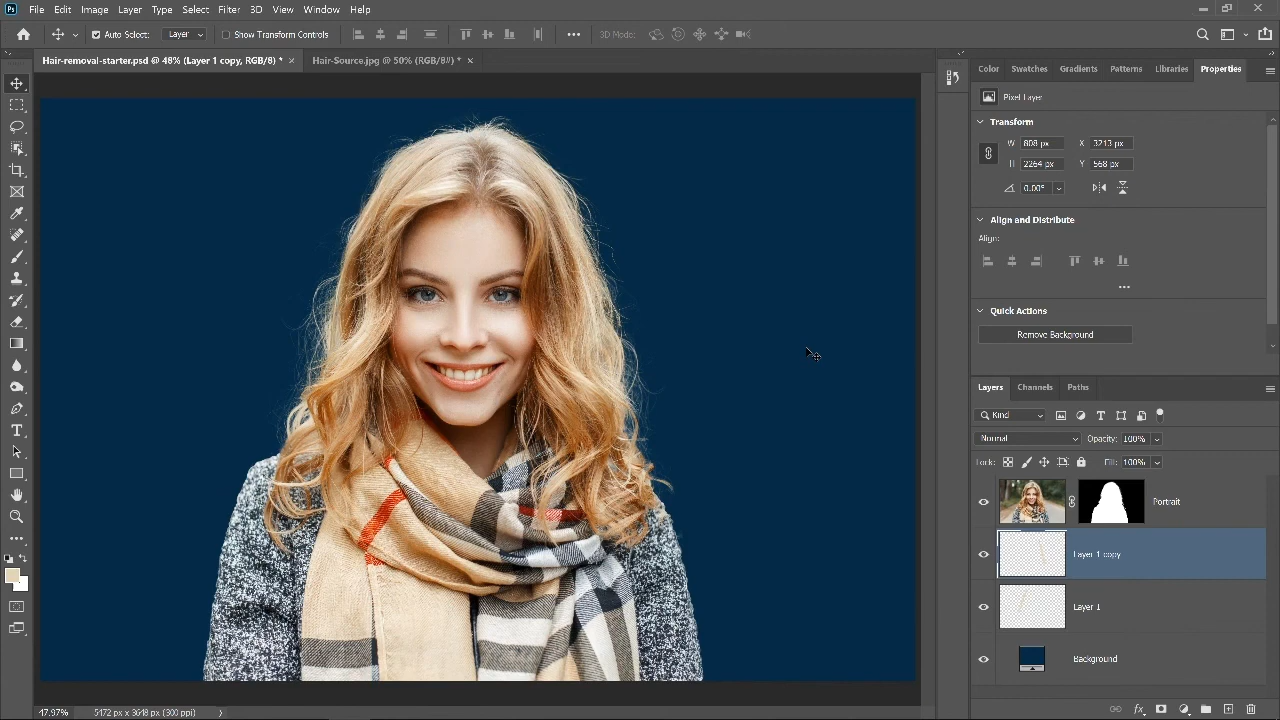 Ps File Edit Image Layer Type Select Filter 3D View Window Help
Auto Select: Layer Show Transform Controls 3D Mode:
Hair-removal-starter.psd @ 48% (Layer 1 copy, RGB/8) * × Hair-Source.jpg @ 50% (RGB/8#) * ×
Color Swatches Gradients Patterns Libraries Properties
Pixel Layer
Transform
W 808 px X 3213 px
H 2264 px Y 568 px
0.00°
Align and Distribute
Align:
Quick Actions
Remove Background
Layers Channels Paths
Kind
Normal Opacity: 100%
Lock: Fill: 100%
Portrait
Layer 1 copy
Layer 1
Background
47.97% 5472 px x 3648 px (300 ppi)